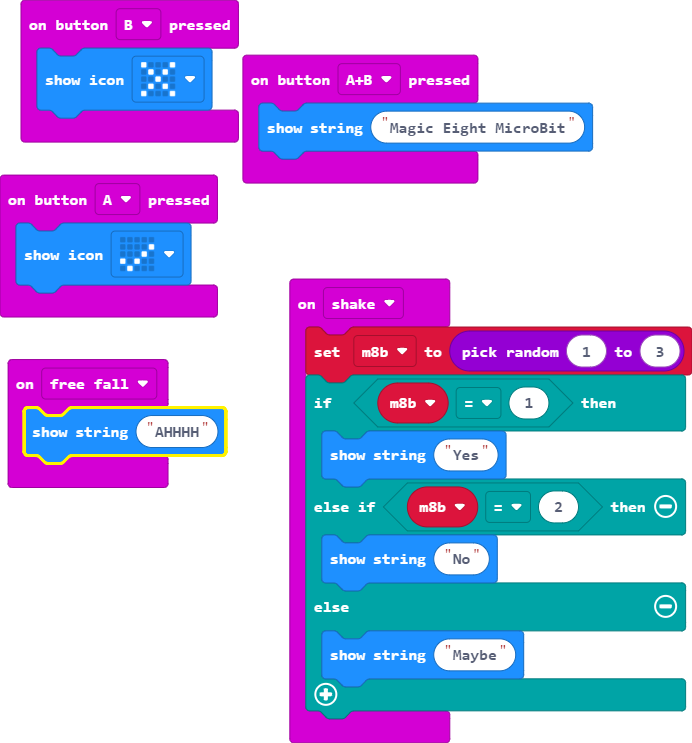 on button B pressed
show icon
on button A+B pressed
show string "Magic Eight MicroBit"
on button A pressed
show icon
on free fall
show string "AHHHH"
on shake
set m8b to pick random 1 to 3
if m8b = 1 then
show string "Yes"
else if m8b = 2 then
show string "No"
else
show string "Maybe"